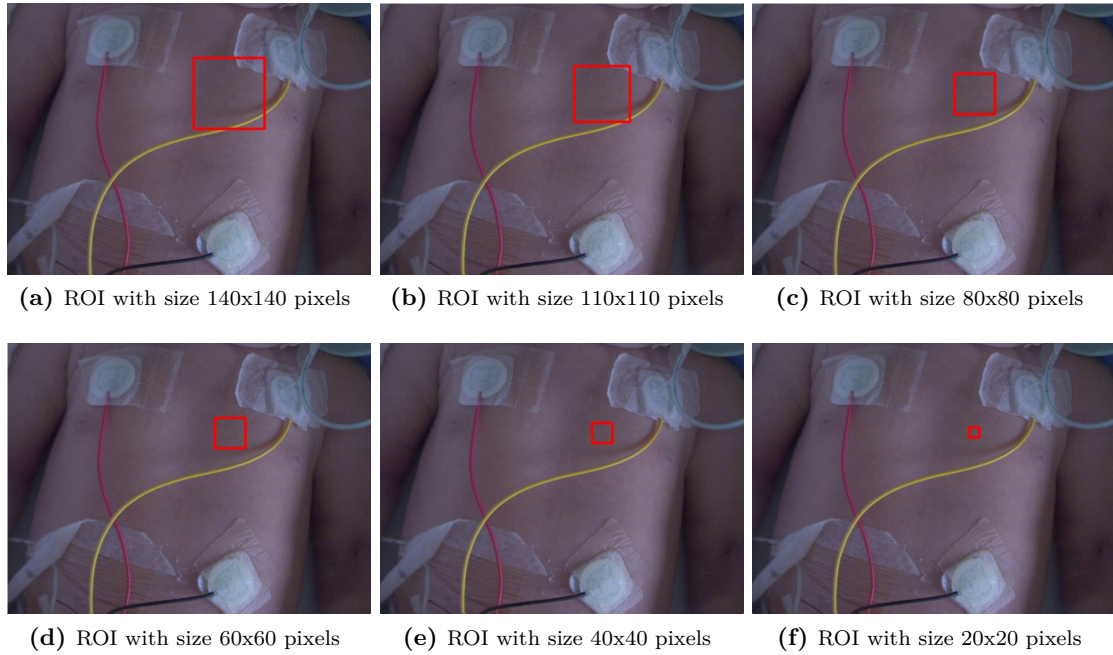 (a) ROI with size 140x140 pixels
(b) ROI with size 110x110 pixels
(c) ROI with size 80x80 pixels
(d) ROI with size 60x60 pixels
(e) ROI with size 40x40 pixels
(f) ROI with size 20x20 pixels